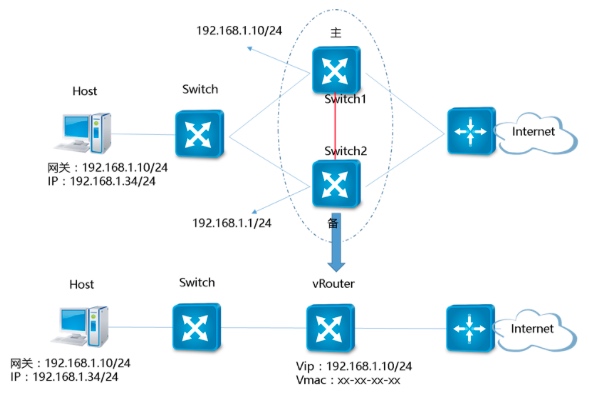 192.168.1.10/24
主
Host
Switch
Switch1
Internet
Switch2
网关：192.168.1.10/24
IP：192.168.1.34/24
192.168.1.1/24
备
Host
Switch
vRouter
Internet
网关：192.168.1.10/24
IP：192.168.1.34/24
Vip：192.168.1.10/24
Vmac：xx-xx-xx-xx